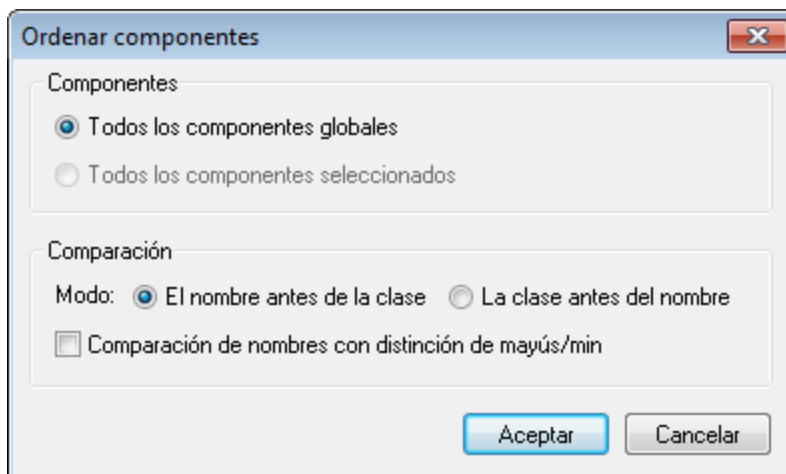 Ordenar componentes
Componentes
Todos los componentes globales
Todos los componentes seleccionados
Comparación
Modo: El nombre antes de la clase La clase antes del nombre
Comparación de nombres con distinción de mayús/min
Aceptar Cancelar